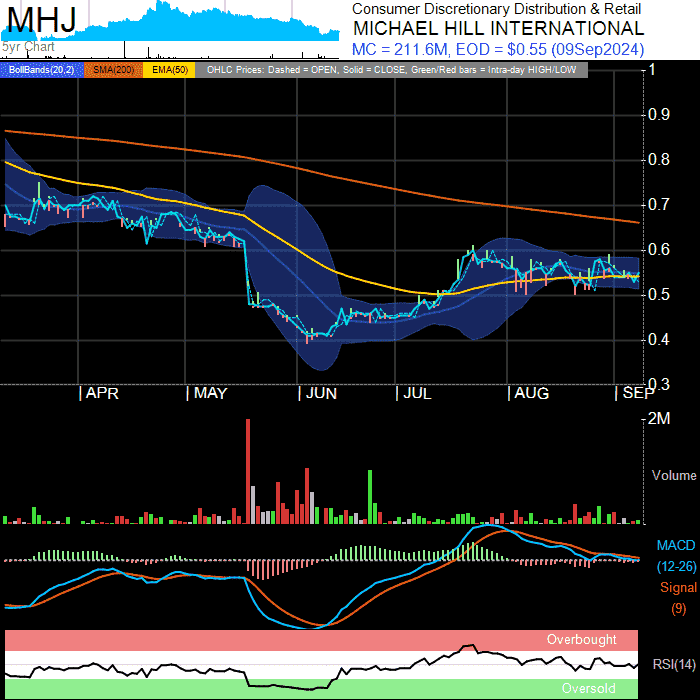 MHJ
5yr Chart
Consumer Discretionary Distribution & Retail
MICHAEL HILL INTERNATIONAL
MC = 211.6M, EOD = $0.55 (09Sep2024)
BollBands(20,2) SMA(200) EMA(50) OHLC Prices: Dashed = OPEN, Solid = CLOSE, Green/Red bars = Intra-day HIGH/LOW
1
0.9
0.8
0.7
0.6
0.5
0.4
0.3
| APR | MAY | JUN | JUL | AUG | SEP
2M
Volume
MACD
(12-26)
Signal
(9)
Overbought
RSI(14)
Oversold